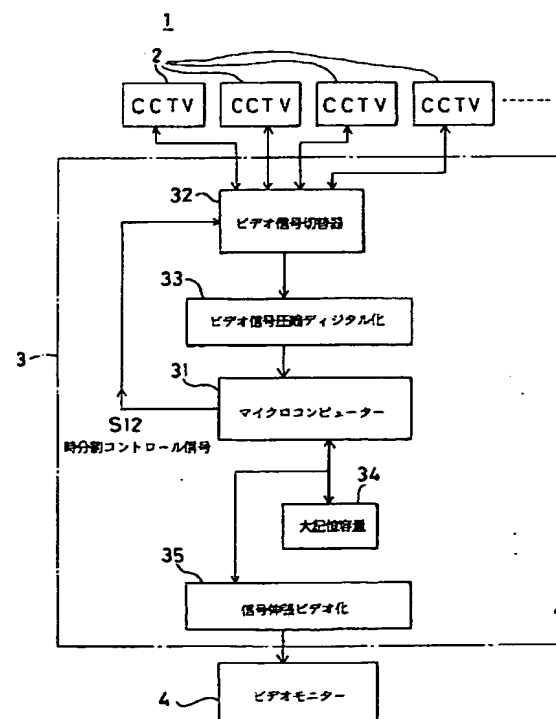 1
2
CCTV CCTV CCTV CCTV
32
ビデオ信号切替器
33
ビデオ信号圧縮ディジタル化
3
31
マイクロコンピューター
S12
時分割コントロール信号
34
大記憶容量
35
信号伸張ビデオ化
4
ビデオモニター